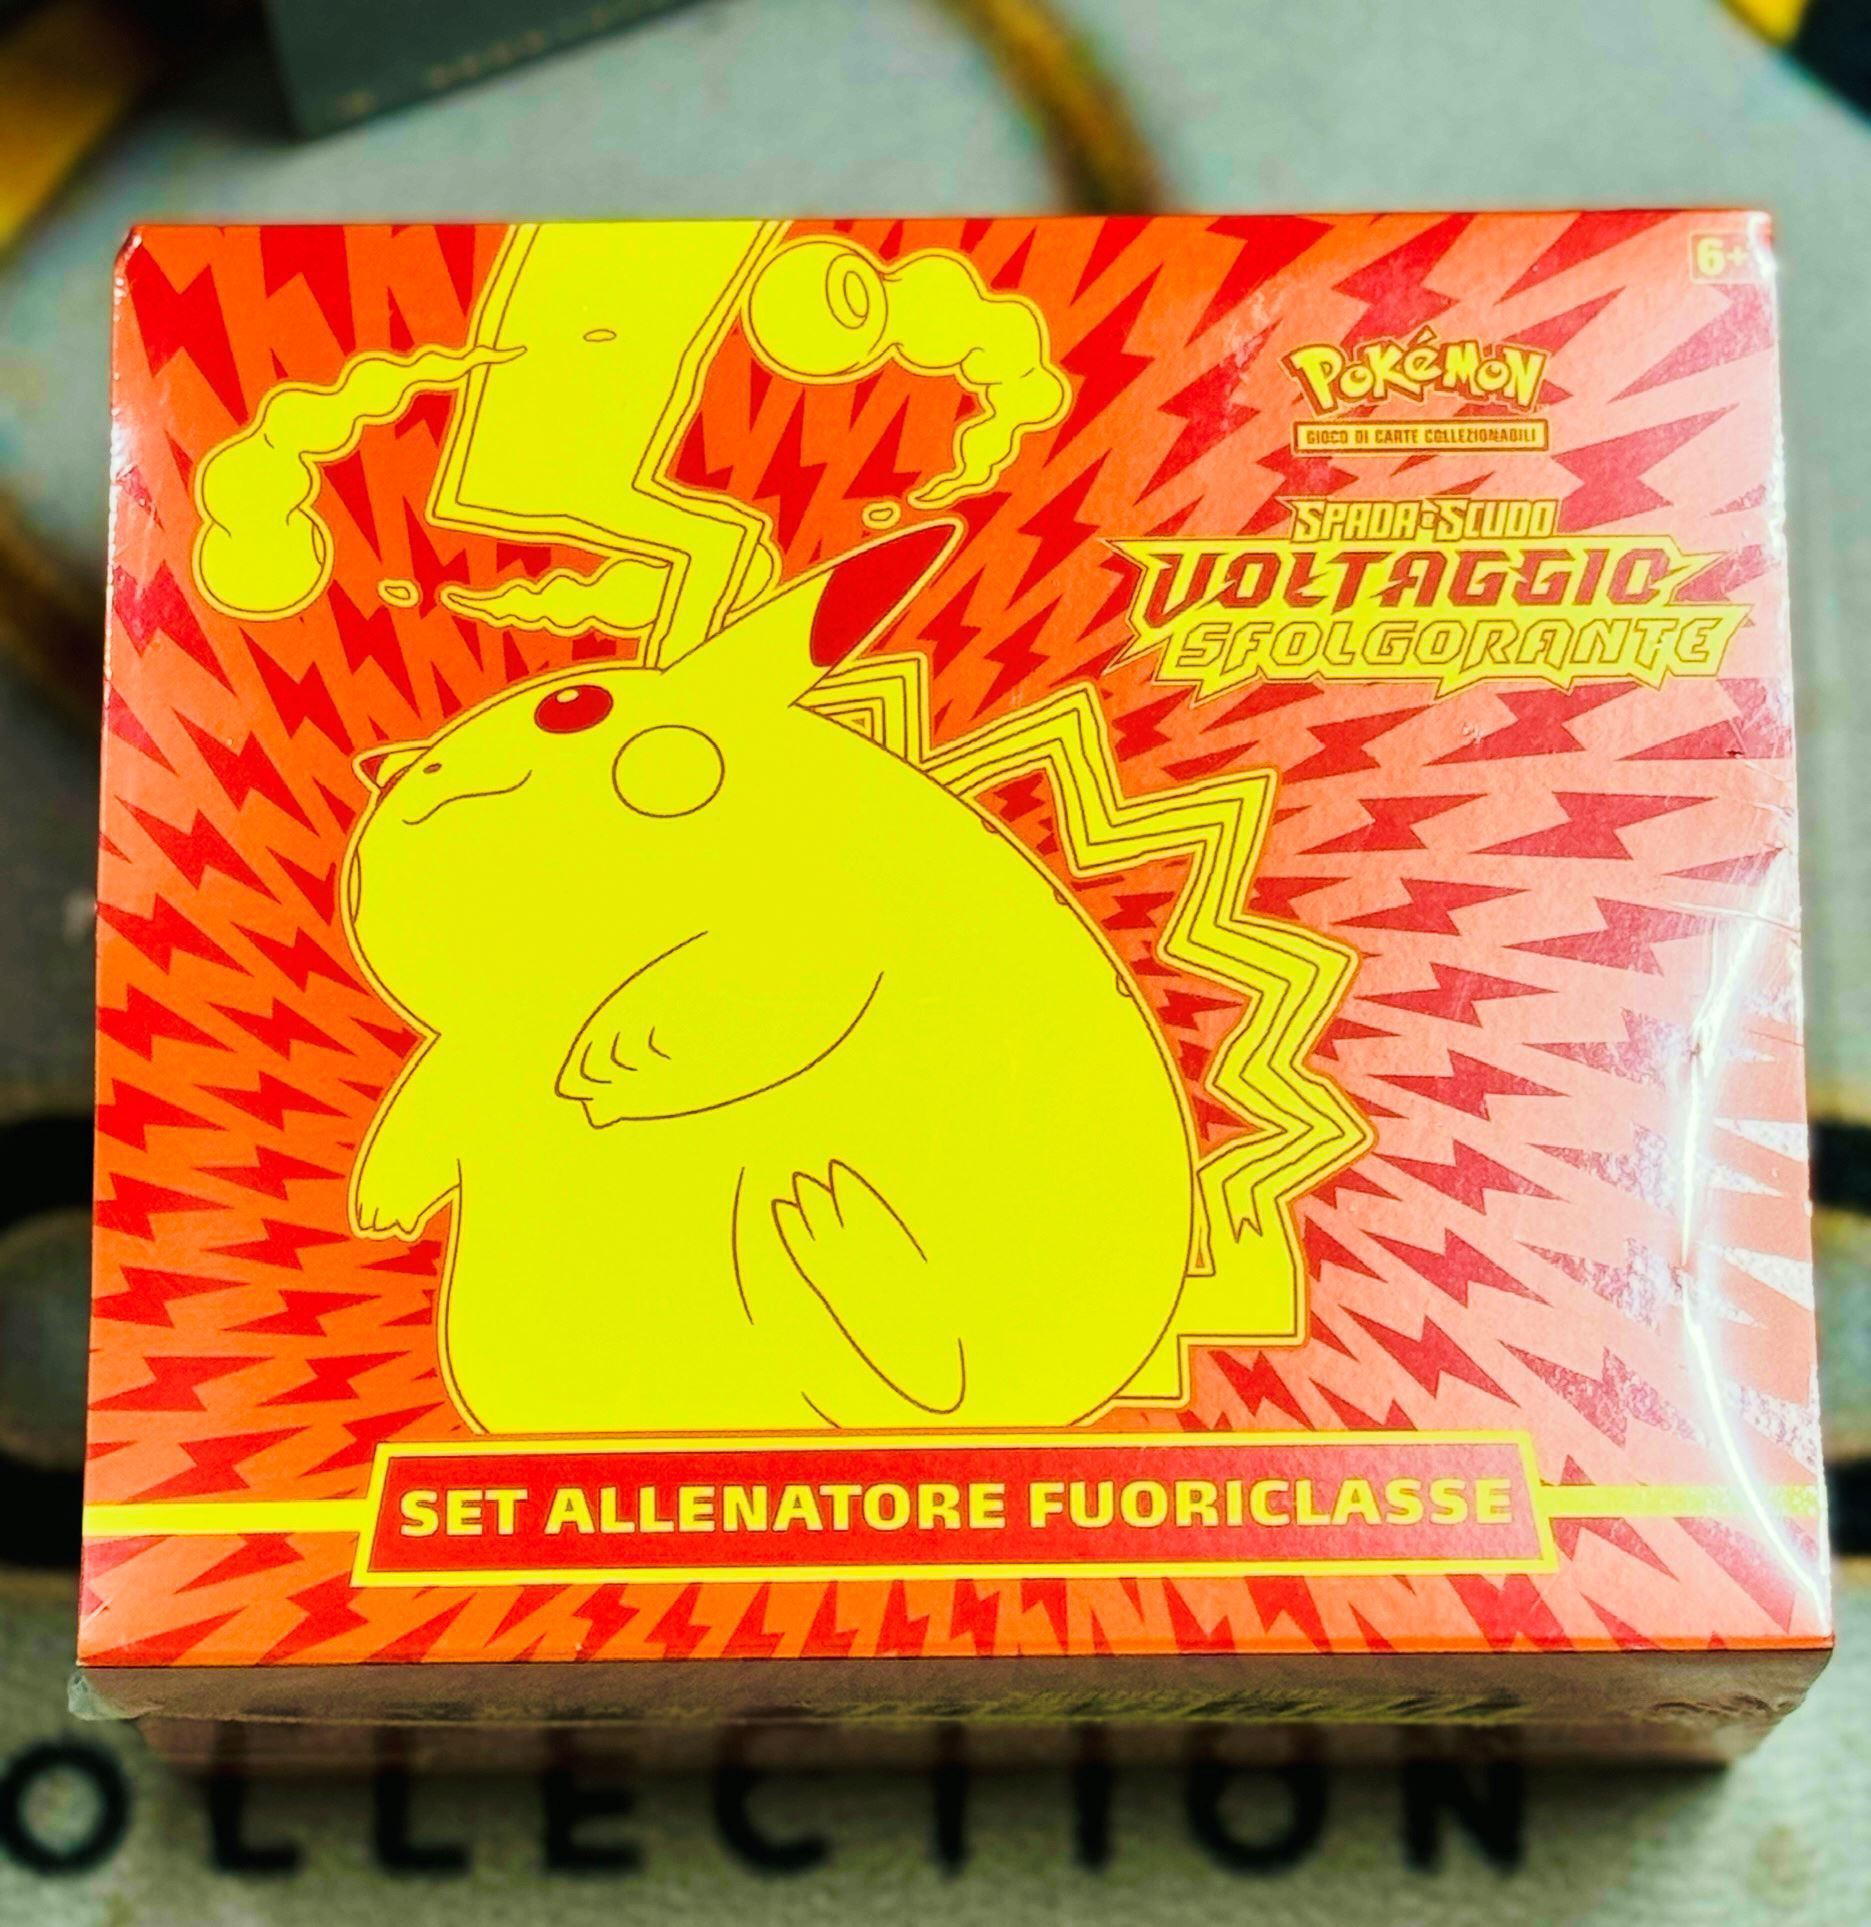 6+
POKéMON
GIOCO DI CARTE COLLEZIONABILI
SPADA E SCUDO
VOLTAGGIO
SFOLGORANTE
SET ALLENATORE FUORICLASSE
OLLECTION